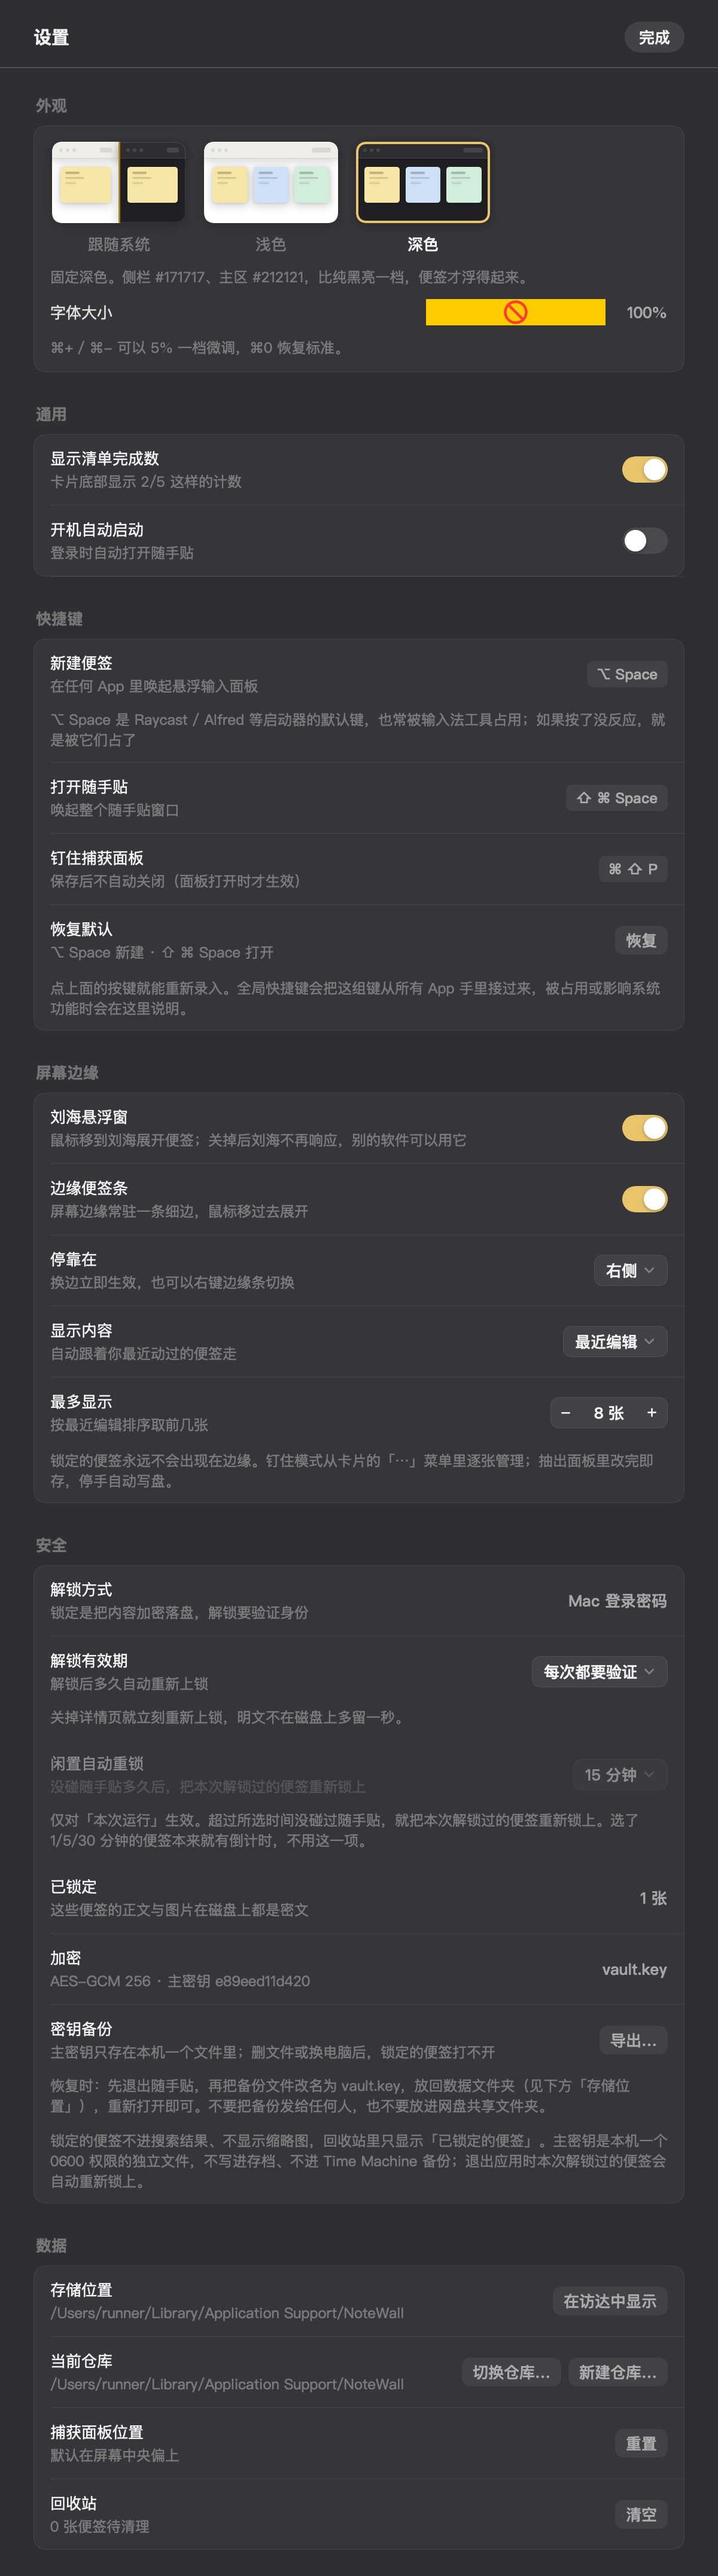 设置
完成
外观
跟随系统
浅色
深色
固定深色。侧栏 #171717、主区 #212121，比纯黑亮一档，便签才浮得起来。
字体大小
100%
⌘+ / ⌘− 可以 5% 一档微调，⌘0 恢复标准。
通用
显示清单完成数
卡片底部显示 2/5 这样的计数
开机自动启动
登录时自动打开随手贴
快捷键
新建便签
在任何 App 里唤起悬浮输入面板
⌥ Space
⌥ Space 是 Raycast / Alfred 等启动器的默认键，也常被输入法工具占用；如果按了没反应，就
是被它们占了
打开随手贴
唤起整个随手贴窗口
⇧ ⌘ Space
钉住捕获面板
保存后不自动关闭（面板打开时才生效）
⌘ ⇧ P
恢复默认
⌥ Space 新建 · ⇧ ⌘ Space 打开
恢复
点上面的按键就能重新录入。全局快捷键会把这组键从所有 App 手里接过来，被占用或影响系统
功能时会在这里说明。
屏幕边缘
刘海悬浮窗
鼠标移到刘海展开便签；关掉后刘海不再响应，别的软件可以用它
边缘便签条
屏幕边缘常驻一条细边，鼠标移过去展开
停靠在
换边立即生效，也可以右键边缘条切换
右侧
显示内容
自动跟着你最近动过的便签走
最近编辑
最多显示
按最近编辑排序取前几张
− 8 张 +
锁定的便签永远不会出现在边缘。钉住模式从卡片的「⋯」菜单里逐张管理；抽出面板里改完即
存，停手自动写盘。
安全
解锁方式
锁定是把内容加密落盘，解锁要验证身份
Mac 登录密码
解锁有效期
解锁后多久自动重新上锁
每次都要验证
关掉详情页就立刻重新上锁，明文不在磁盘上多留一秒。
闲置自动重锁
没碰随手贴多久后，把本次解锁过的便签重新锁上
15 分钟
仅对「本次运行」生效。超过所选时间没碰过随手贴，就把本次解锁过的便签重新锁上。选了
1/5/30 分钟的便签本来就有倒计时，不用这一项。
已锁定
这些便签的正文与图片在磁盘上都是密文
1 张
加密
AES-GCM 256 · 主密钥 e89eed11d420
vault.key
密钥备份
主密钥只存在本机一个文件里；删文件或换电脑后，锁定的便签打不开
导出…
恢复时：先退出随手贴，再把备份文件改名为 vault.key，放回数据文件夹（见下方「存储位
置」），重新打开即可。不要把备份发给任何人，也不要放进网盘共享文件夹。
锁定的便签不进搜索结果、不显示缩略图，回收站里只显示「已锁定的便签」。主密钥是本机一个
0600 权限的独立文件，不写进存档、不进 Time Machine 备份；退出应用时本次解锁过的便签会
自动重新锁上。
数据
存储位置
/Users/runner/Library/Application Support/NoteWall
在访达中显示
当前仓库
/Users/runner/Library/Application Support/NoteWall
切换仓库…
新建仓库…
捕获面板位置
默认在屏幕中央偏上
重置
回收站
0 张便签待清理
清空